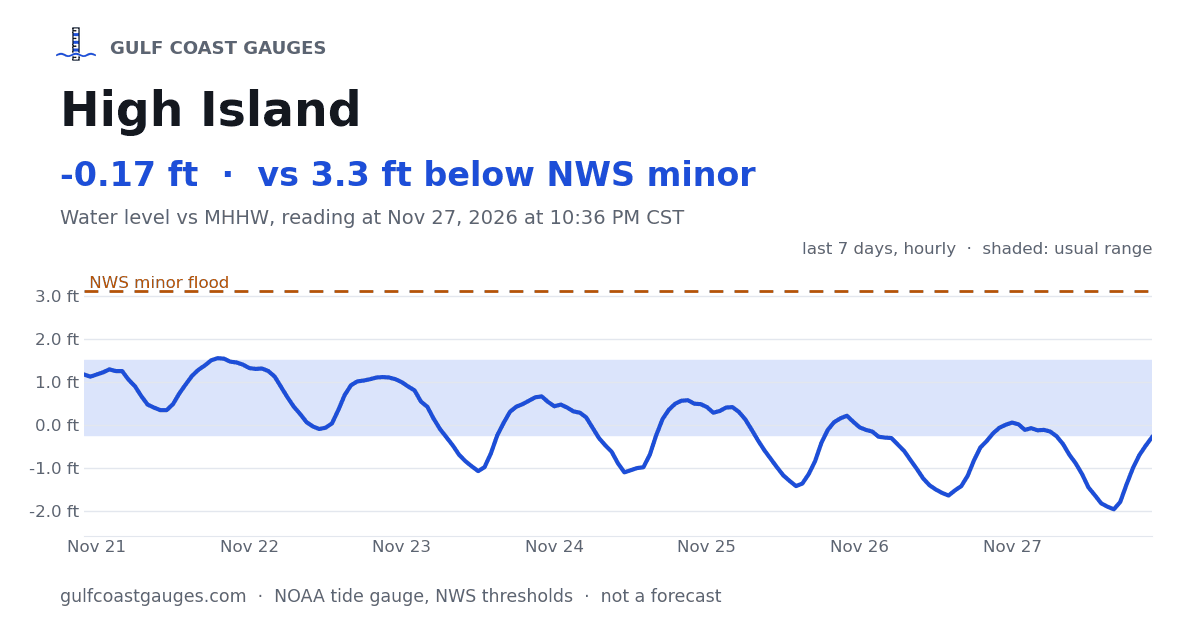 GULF COAST GAUGES
High Island
-0.17 ft · vs 3.3 ft below NWS minor
Water level vs MHHW, reading at Nov 27, 2026 at 10:36 PM CST
last 7 days, hourly · shaded: usual range
NWS minor flood
3.0 ft
2.0 ft
1.0 ft
0.0 ft
-1.0 ft
-2.0 ft
Nov 21 Nov 22 Nov 23 Nov 24 Nov 25 Nov 26 Nov 27
gulfcoastgauges.com · NOAA tide gauge, NWS thresholds · not a forecast